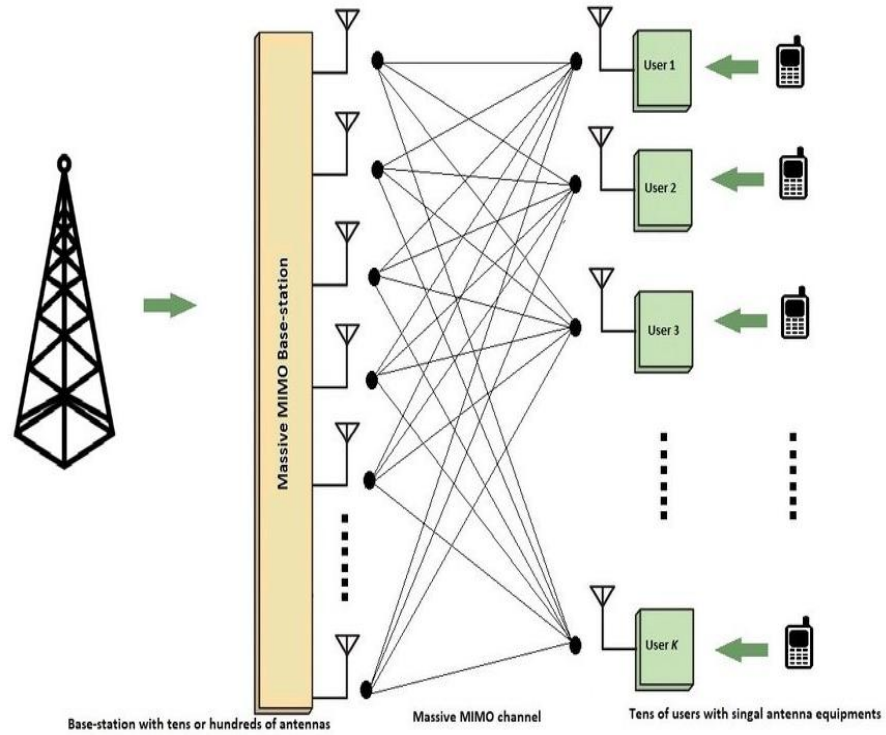 User 1
User 2
User 3
Massive MIMO Base-station
User K
Base-station with tens or hundreds of antennas
Massive MIMO channel
Tens of users with singal antenna equipments